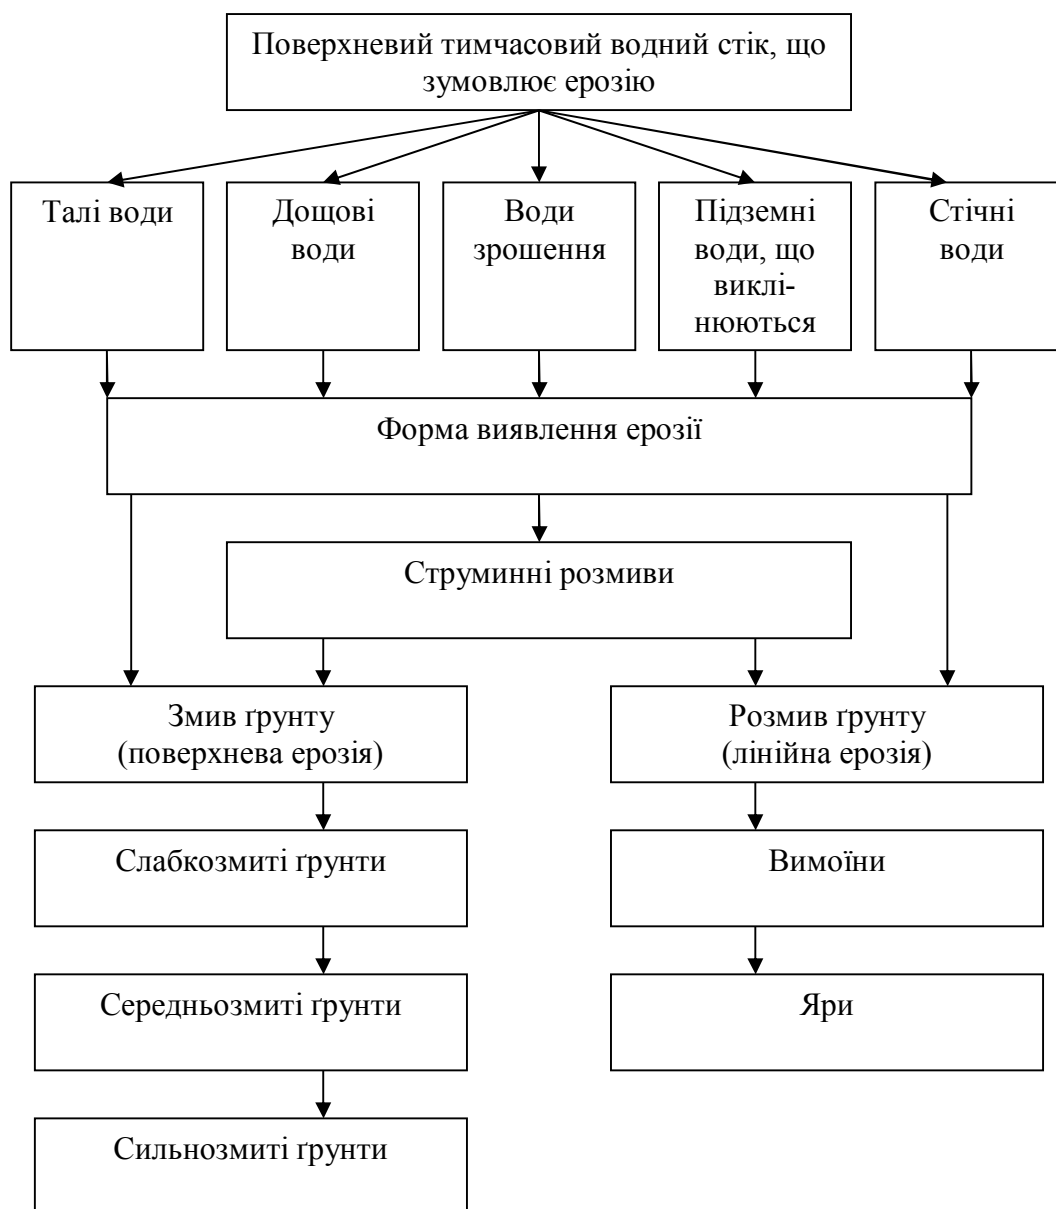 Поверхневий тимчасовий водний стік, що
зумовлює ерозію
Талі води
Дощові
води
Води
зрошення
Підземні
води, що
виклі-
нюються
Стічні
води
Форма виявлення ерозії
Струминні розмиви
Змив ґрунту
(поверхнева ерозія)
Розмив ґрунту
(лінійна ерозія)
Слабкозмиті ґрунти
Вимоїни
Середньозмиті ґрунти
Яри
Сильнозмиті ґрунти